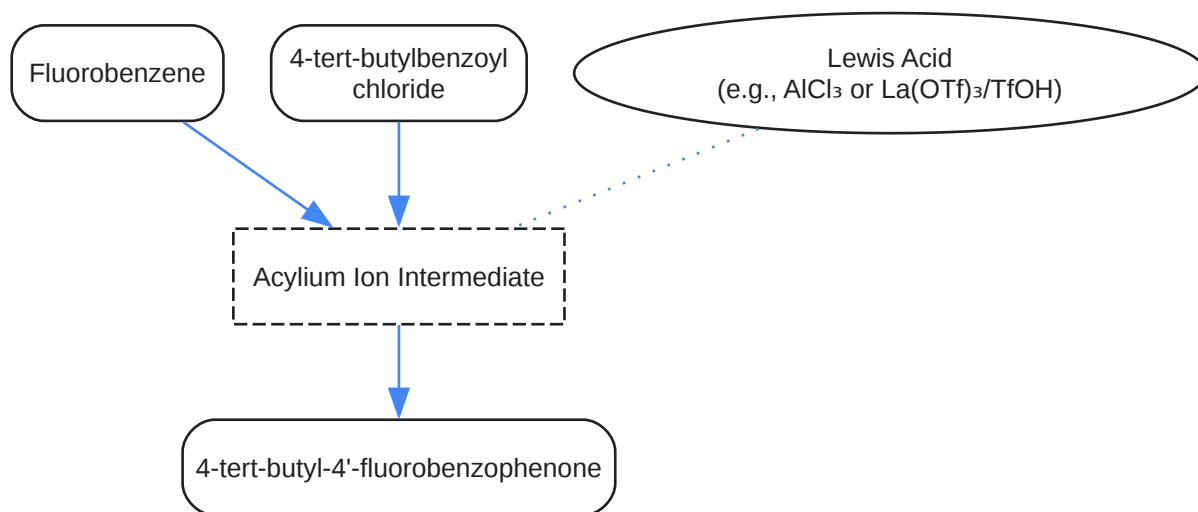 Fluorobenzene
4-tert-butylbenzoyl
chloride
Lewis Acid
(e.g., AlCl₃ or La(OTf)₃/TfOH)
Acylium Ion Intermediate
4-tert-butyl-4'-fluorobenzophenone